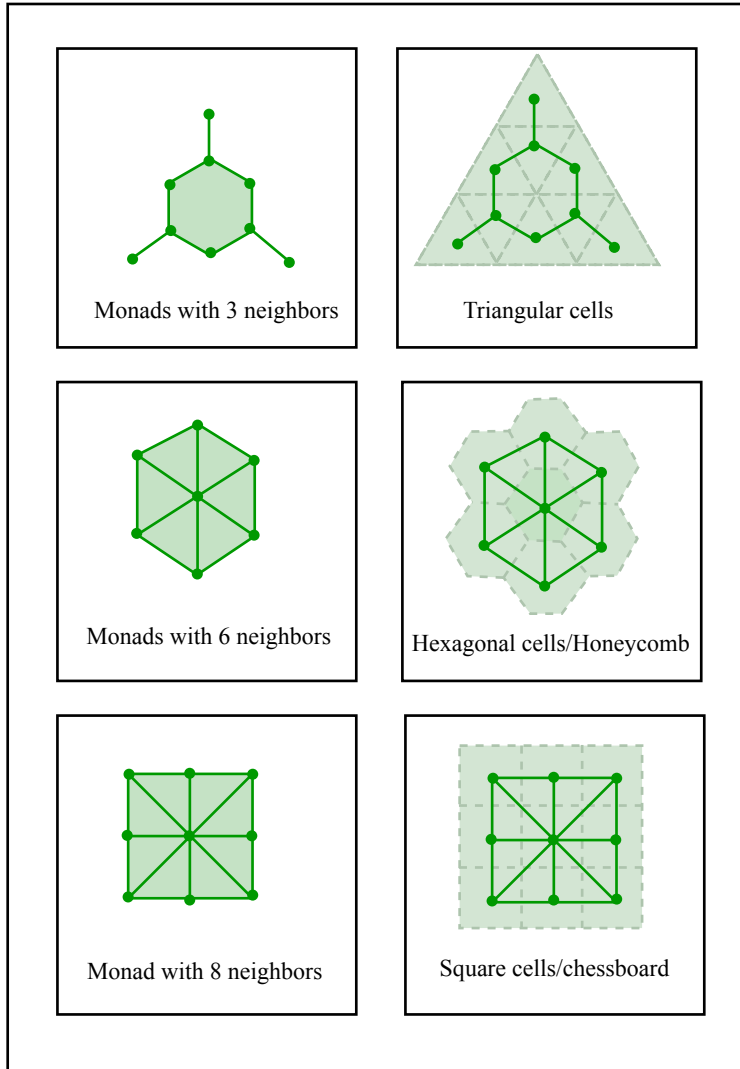 Monads with 3 neighbors
Triangular cells
Monads with 6 neighbors
Hexagonal cells/Honeycomb
Monad with 8 neighbors
Square cells/chessboard